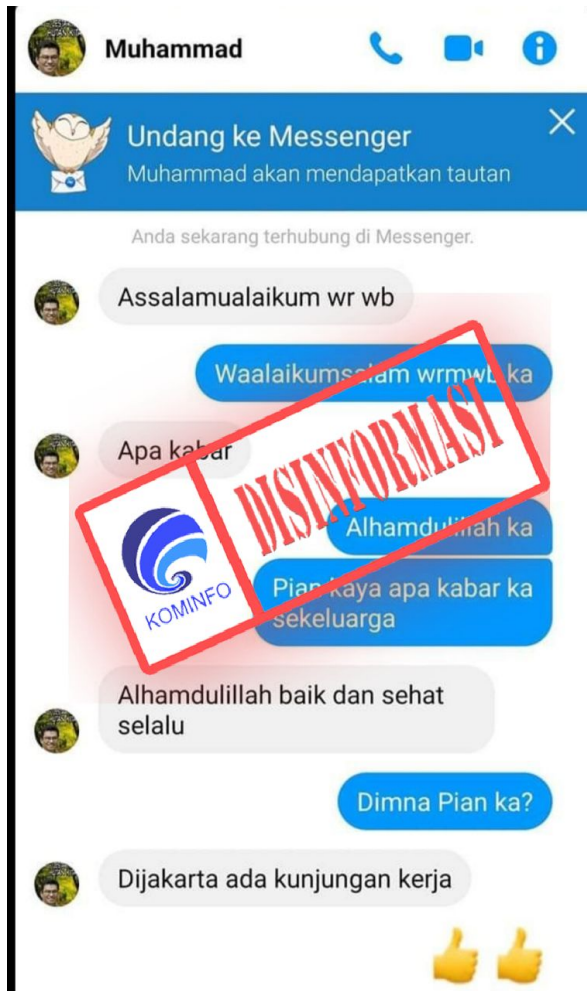 Muhammad
Undang ke Messenger
Muhammad akan mendapatkan tautan
Anda sekarang terhubung di Messenger.
Assalamualaikum wr wb
Waalaikumsalam wrmwb ka
Apa kabar
DISINFORMASI
KOMINFO
Alhamdulillah ka
Pian kaya apa kabar ka
sekeluarga
Alhamdulillah baik dan sehat
selalu
Dimna Pian ka?
Dijakarta ada kunjungan kerja